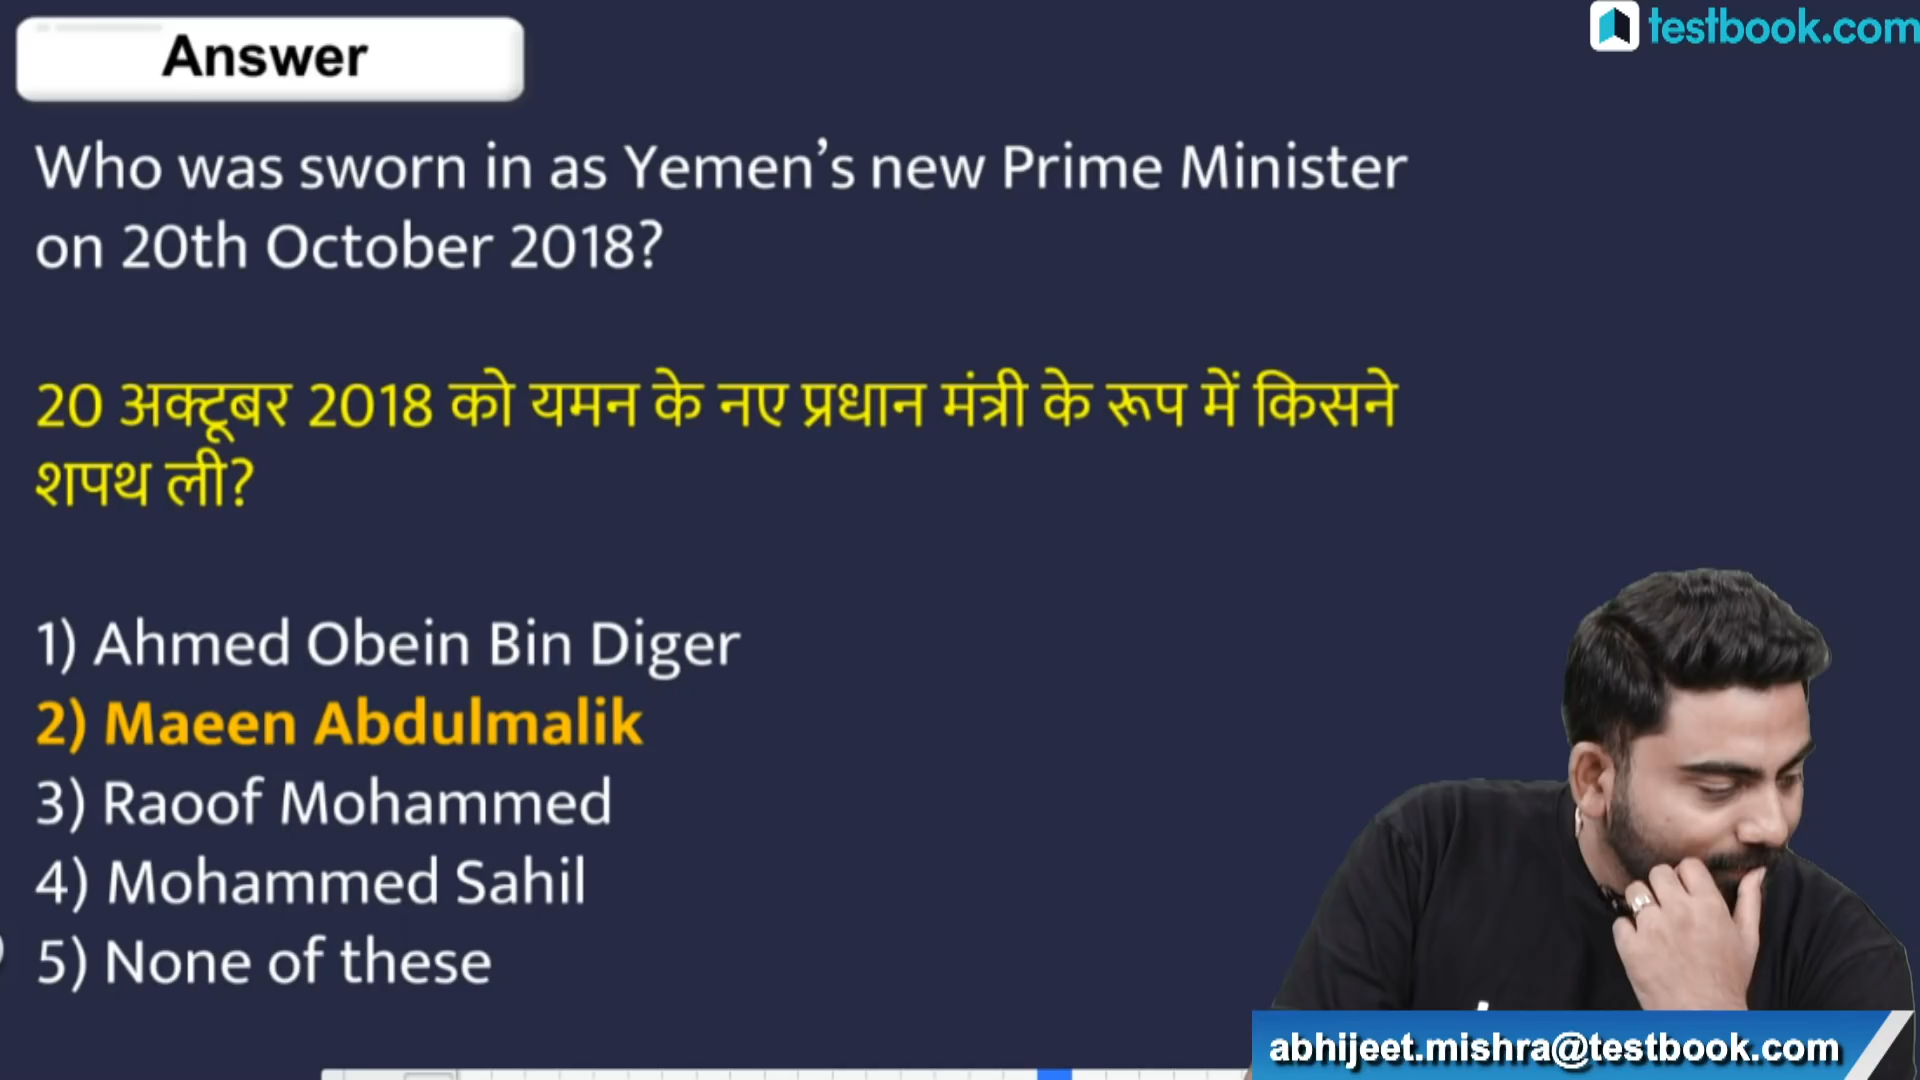 Answer
testbook.com
Who was sworn in as Yemen’s new Prime Minister
on 20th October 2018?
20 अक्टूबर 2018 को यमन के नए प्रधान मंत्री के रूप में किसने
शपथ ली?
1) Ahmed Obein Bin Diger
2) Maeen Abdulmalik
3) Raoof Mohammed
4) Mohammed Sahil
5) None of these
abhijeet.mishra@testbook.com